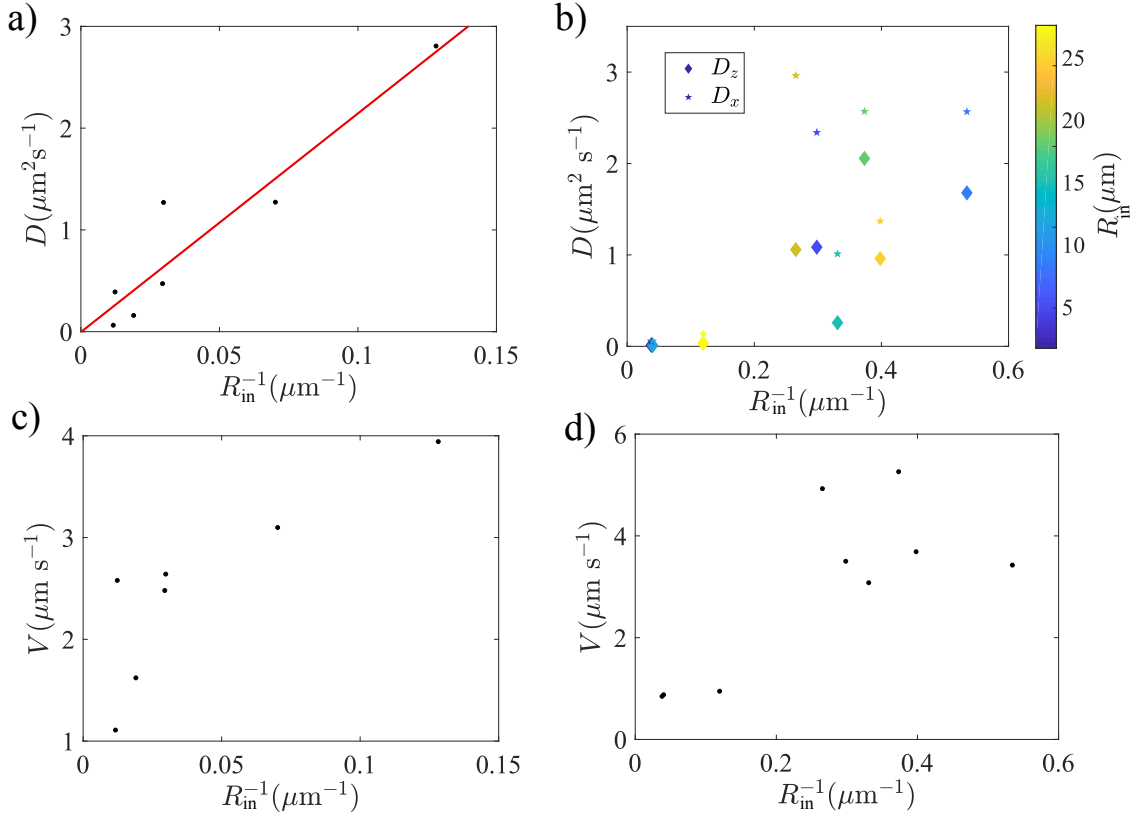 a)
3
2
1
0
D(μm²s⁻¹)
0
0.05
0.1
0.15
R_in⁻¹(μm⁻¹)
b)
3
2
1
0
D(μm² s⁻¹)
D_z
D_x
0
0.2
0.4
0.6
R_in⁻¹(μm⁻¹)
25
20
15
10
5
R_in(μm)
c)
4
3
2
1
V(μm s⁻¹)
0
0.05
0.1
0.15
R_in⁻¹(μm⁻¹)
d)
6
4
2
0
V(μm s⁻¹)
0
0.2
0.4
0.6
R_in⁻¹(μm⁻¹)